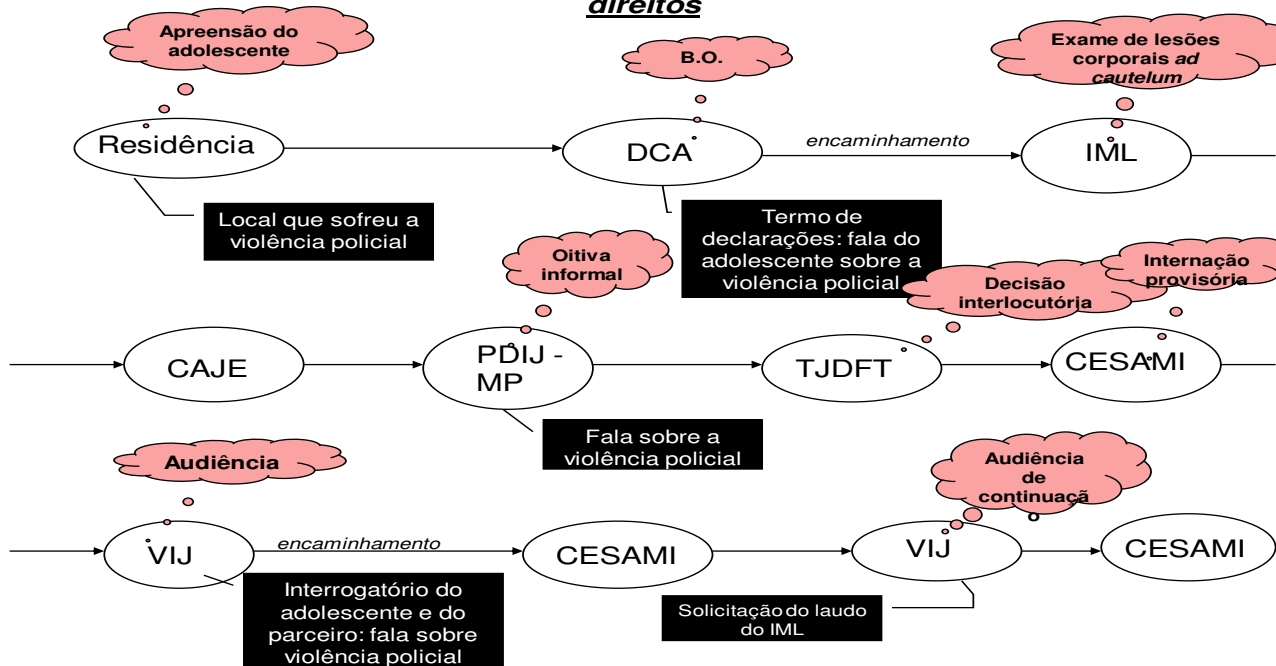 direitos
Apreensão do
adolescente
B.O.
Exame de lesões
corporais ad
cautelum
Residência
DCA
encaminhamento
IML
Local que sofreu a
violência policial
Termo de
declarações: fala do
adolescente sobre a
violência policial
Oitiva
informal
Decisão
interlocutória
Internação
provisória
CAJE
PDIJ -
MP
TJDFT
CESAMI
Fala sobre a
violência policial
Audiência
Audiência
de
continuaçã
o
VIJ
encaminhamento
CESAMI
VIJ
CESAMI
Interrogatório do
adolescente e do
parceiro: fala sobre
violência policial
Solicitação do laudo
do IML